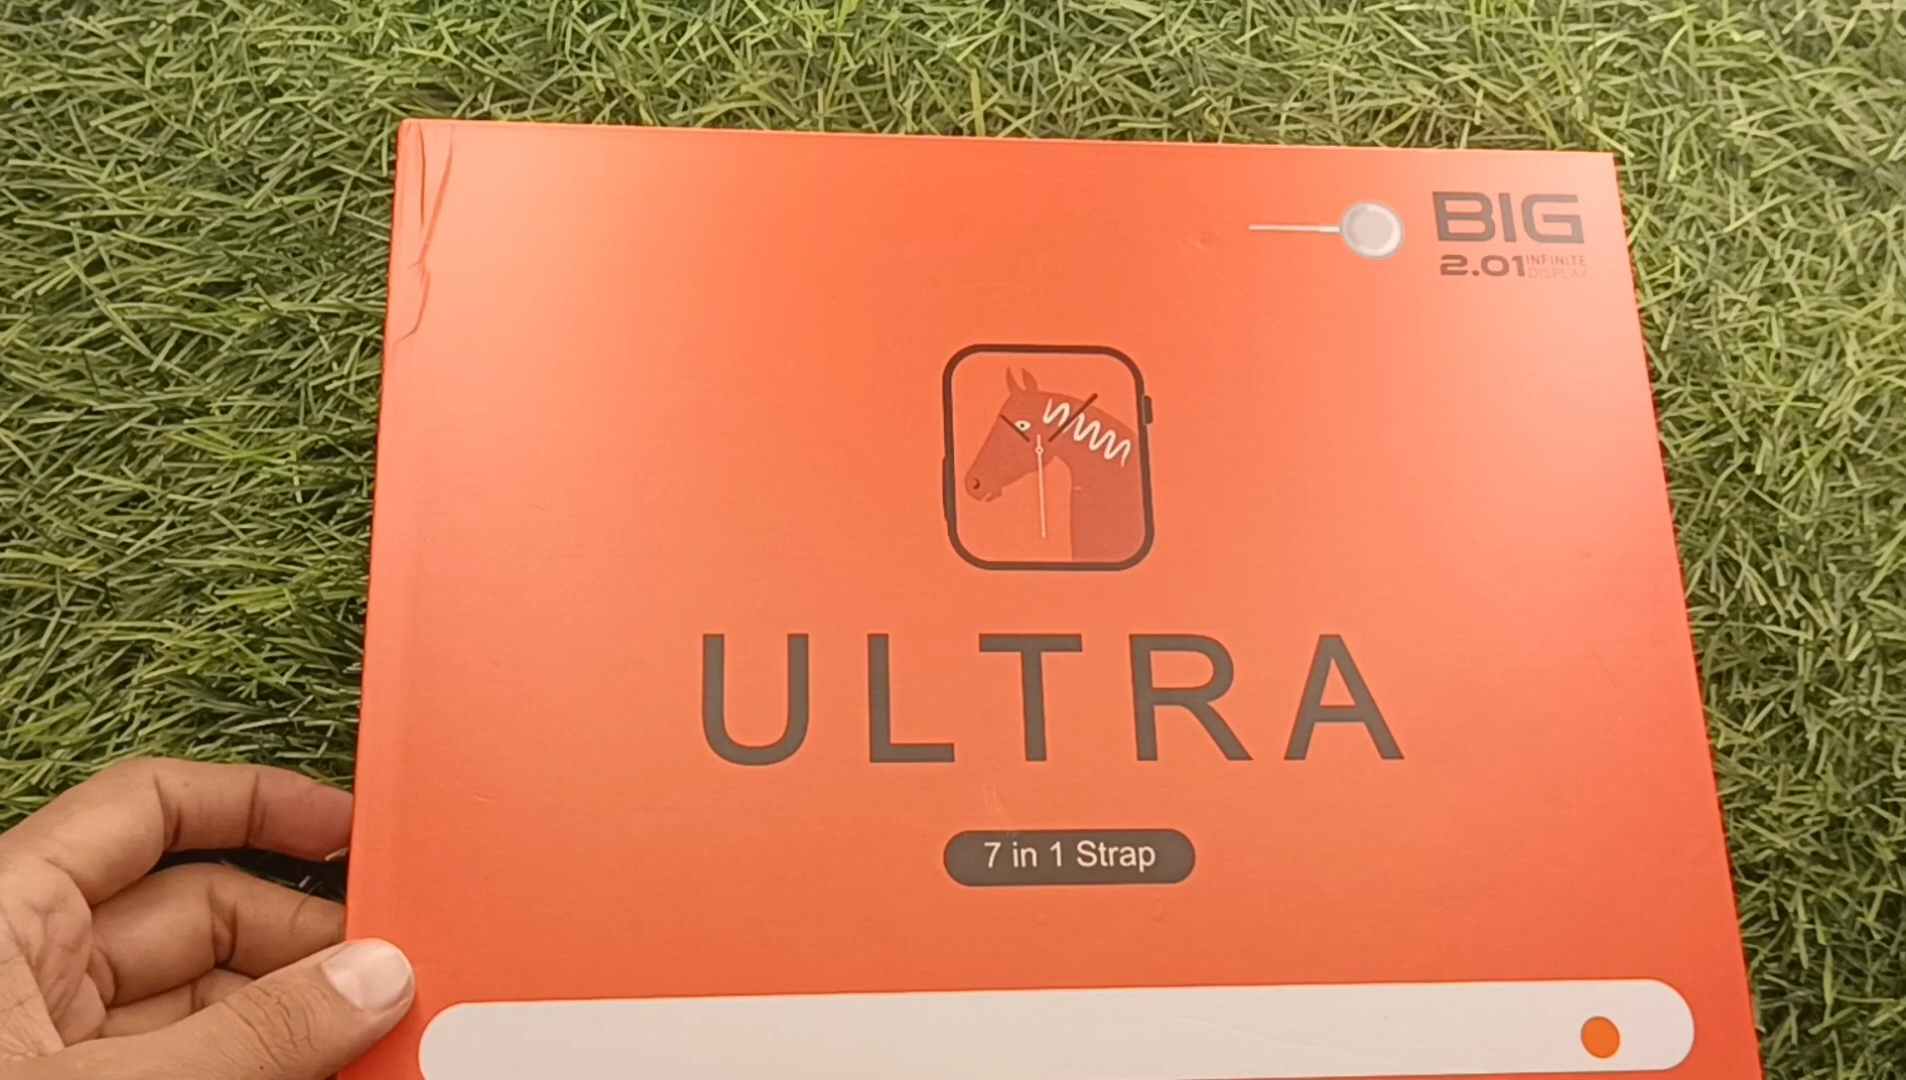 BIG
2.01 INFINITE
DISPLAY
ULTRA
7 in 1 Strap